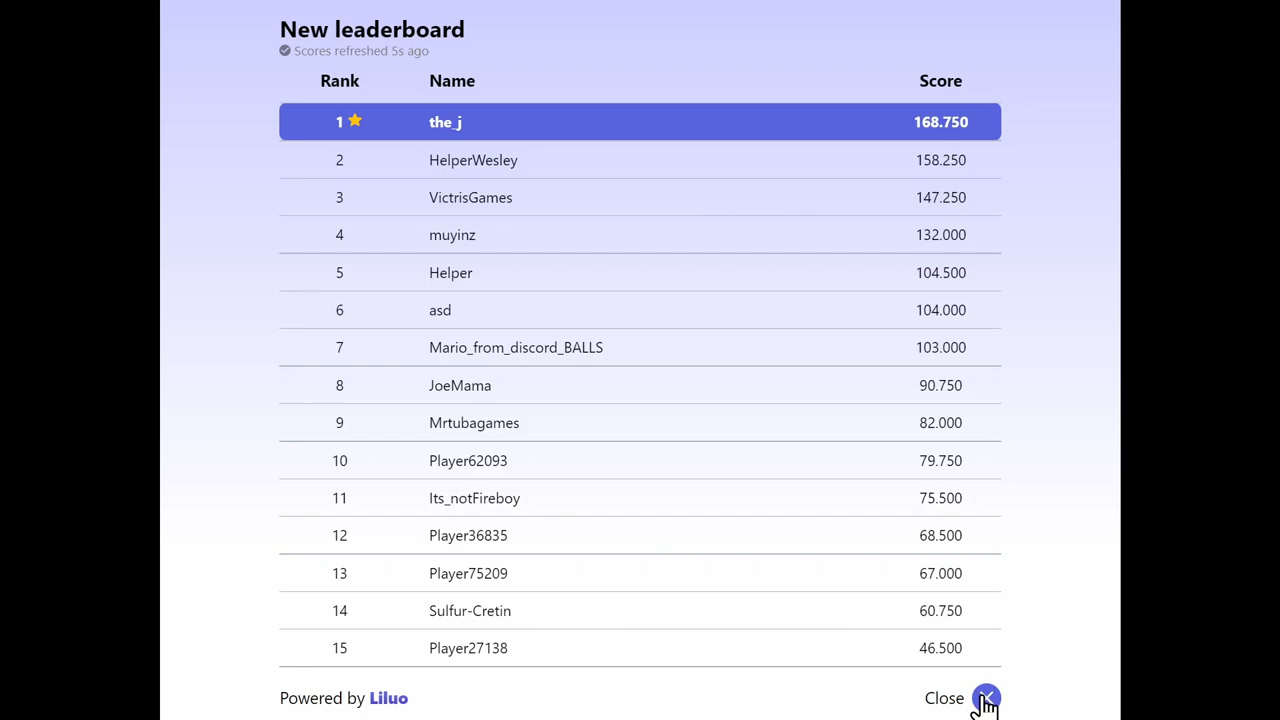 New leaderboard
Scores refreshed 5s ago
Rank Name Score
1 the_j 168.750
2 HelperWesley 158.250
3 VictrisGames 147.250
4 muyinz 132.000
5 Helper 104.500
6 asd 104.000
7 Mario_from_discord_BALLS 103.000
8 JoeMama 90.750
9 Mrtubagames 82.000
10 Player62093 79.750
11 Its_notFireboy 75.500
12 Player36835 68.500
13 Player75209 67.000
14 Sulfur-Cretin 60.750
15 Player27138 46.500
Powered by Liluo Close